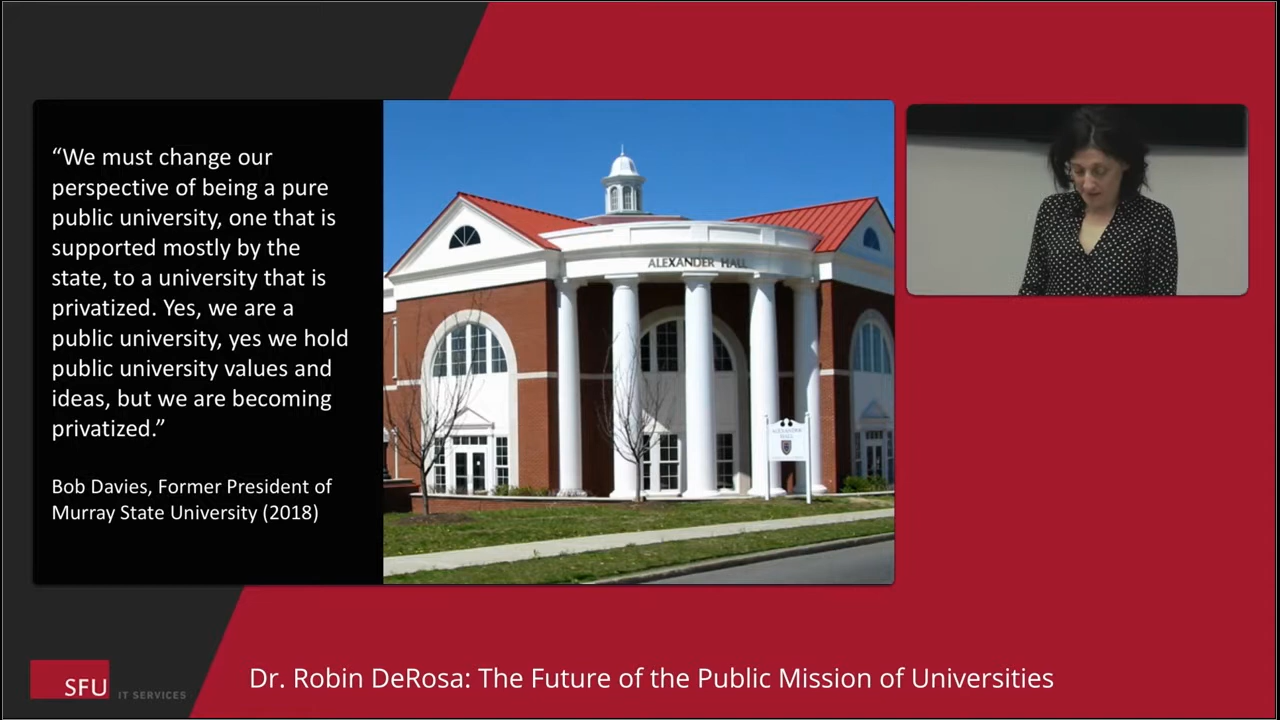 “We must change our
perspective of being a pure
public university, one that is
supported mostly by the
state, to a university that is
privatized. Yes, we are a
public university, yes we hold
public university values and
ideas, but we are becoming
privatized.”
Bob Davies, Former President of
Murray State University (2018)
ALEXANDER HALL
ALEXANDER
HALL
SFU
IT SERVICES
Dr. Robin DeRosa: The Future of the Public Mission of Universities